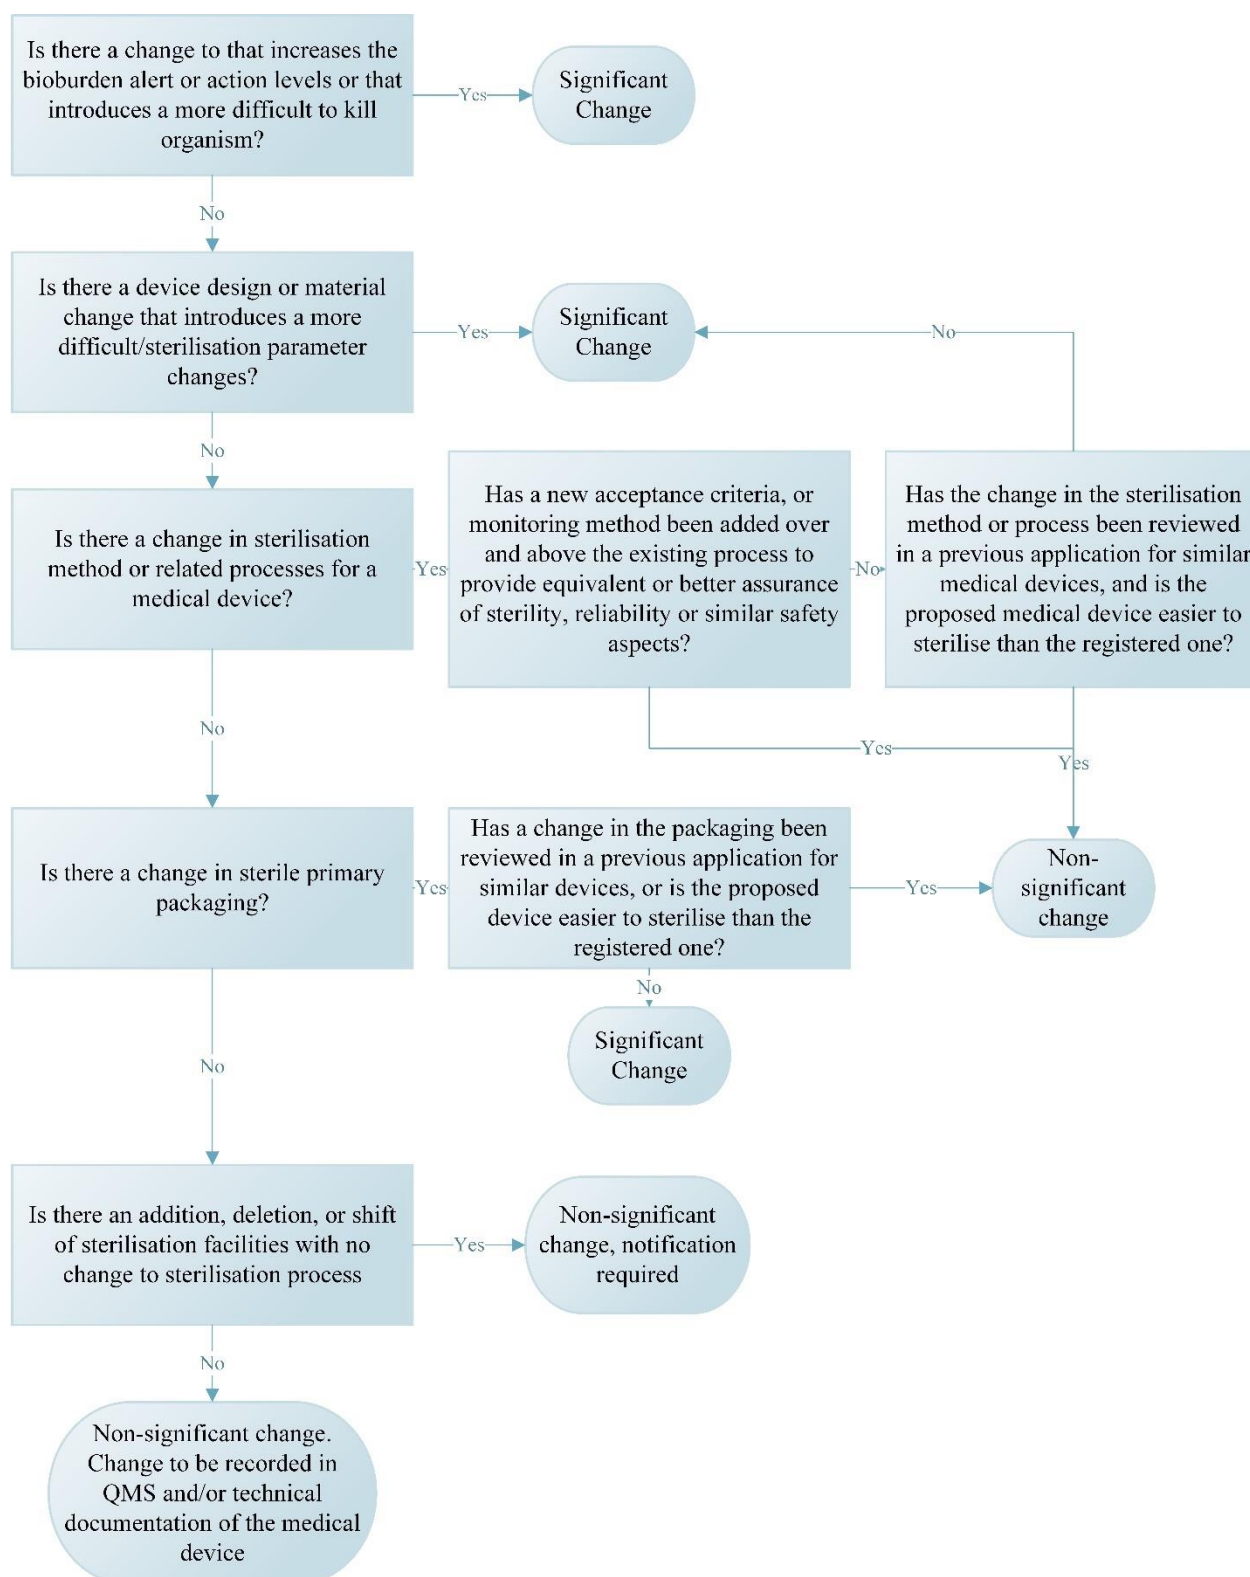 Is there a change to that increases the
bioburden alert or action levels or that
introduces a more difficult to kill
organism?
Yes
Significant
Change
No
Is there a device design or material
change that introduces a more
difficult/sterilisation parameter
changes?
Yes
Significant
Change
No
No
Is there a change in sterilisation
method or related processes for a
medical device?
Yes
Has a new acceptance criteria, or
monitoring method been added over
and above the existing process to
provide equivalent or better assurance
of sterility, reliability or similar safety
aspects?
No
Has the change in the sterilisation
method or process been reviewed
in a previous application for similar
medical devices, and is the
proposed medical device easier to
sterilise than the registered one?
No
Yes
Yes
Is there a change in sterile primary
packaging?
Yes
Has a change in the packaging been
reviewed in a previous application for
similar devices, or is the proposed
device easier to sterilise than the
registered one?
Yes
Non-
significant
change
No
Significant
Change
No
Is there an addition, deletion, or shift
of sterilisation facilities with no
change to sterilisation process
Yes
Non-significant
change, notification
required
No
Non-significant change.
Change to be recorded in
QMS and/or technical
documentation of the medical
device